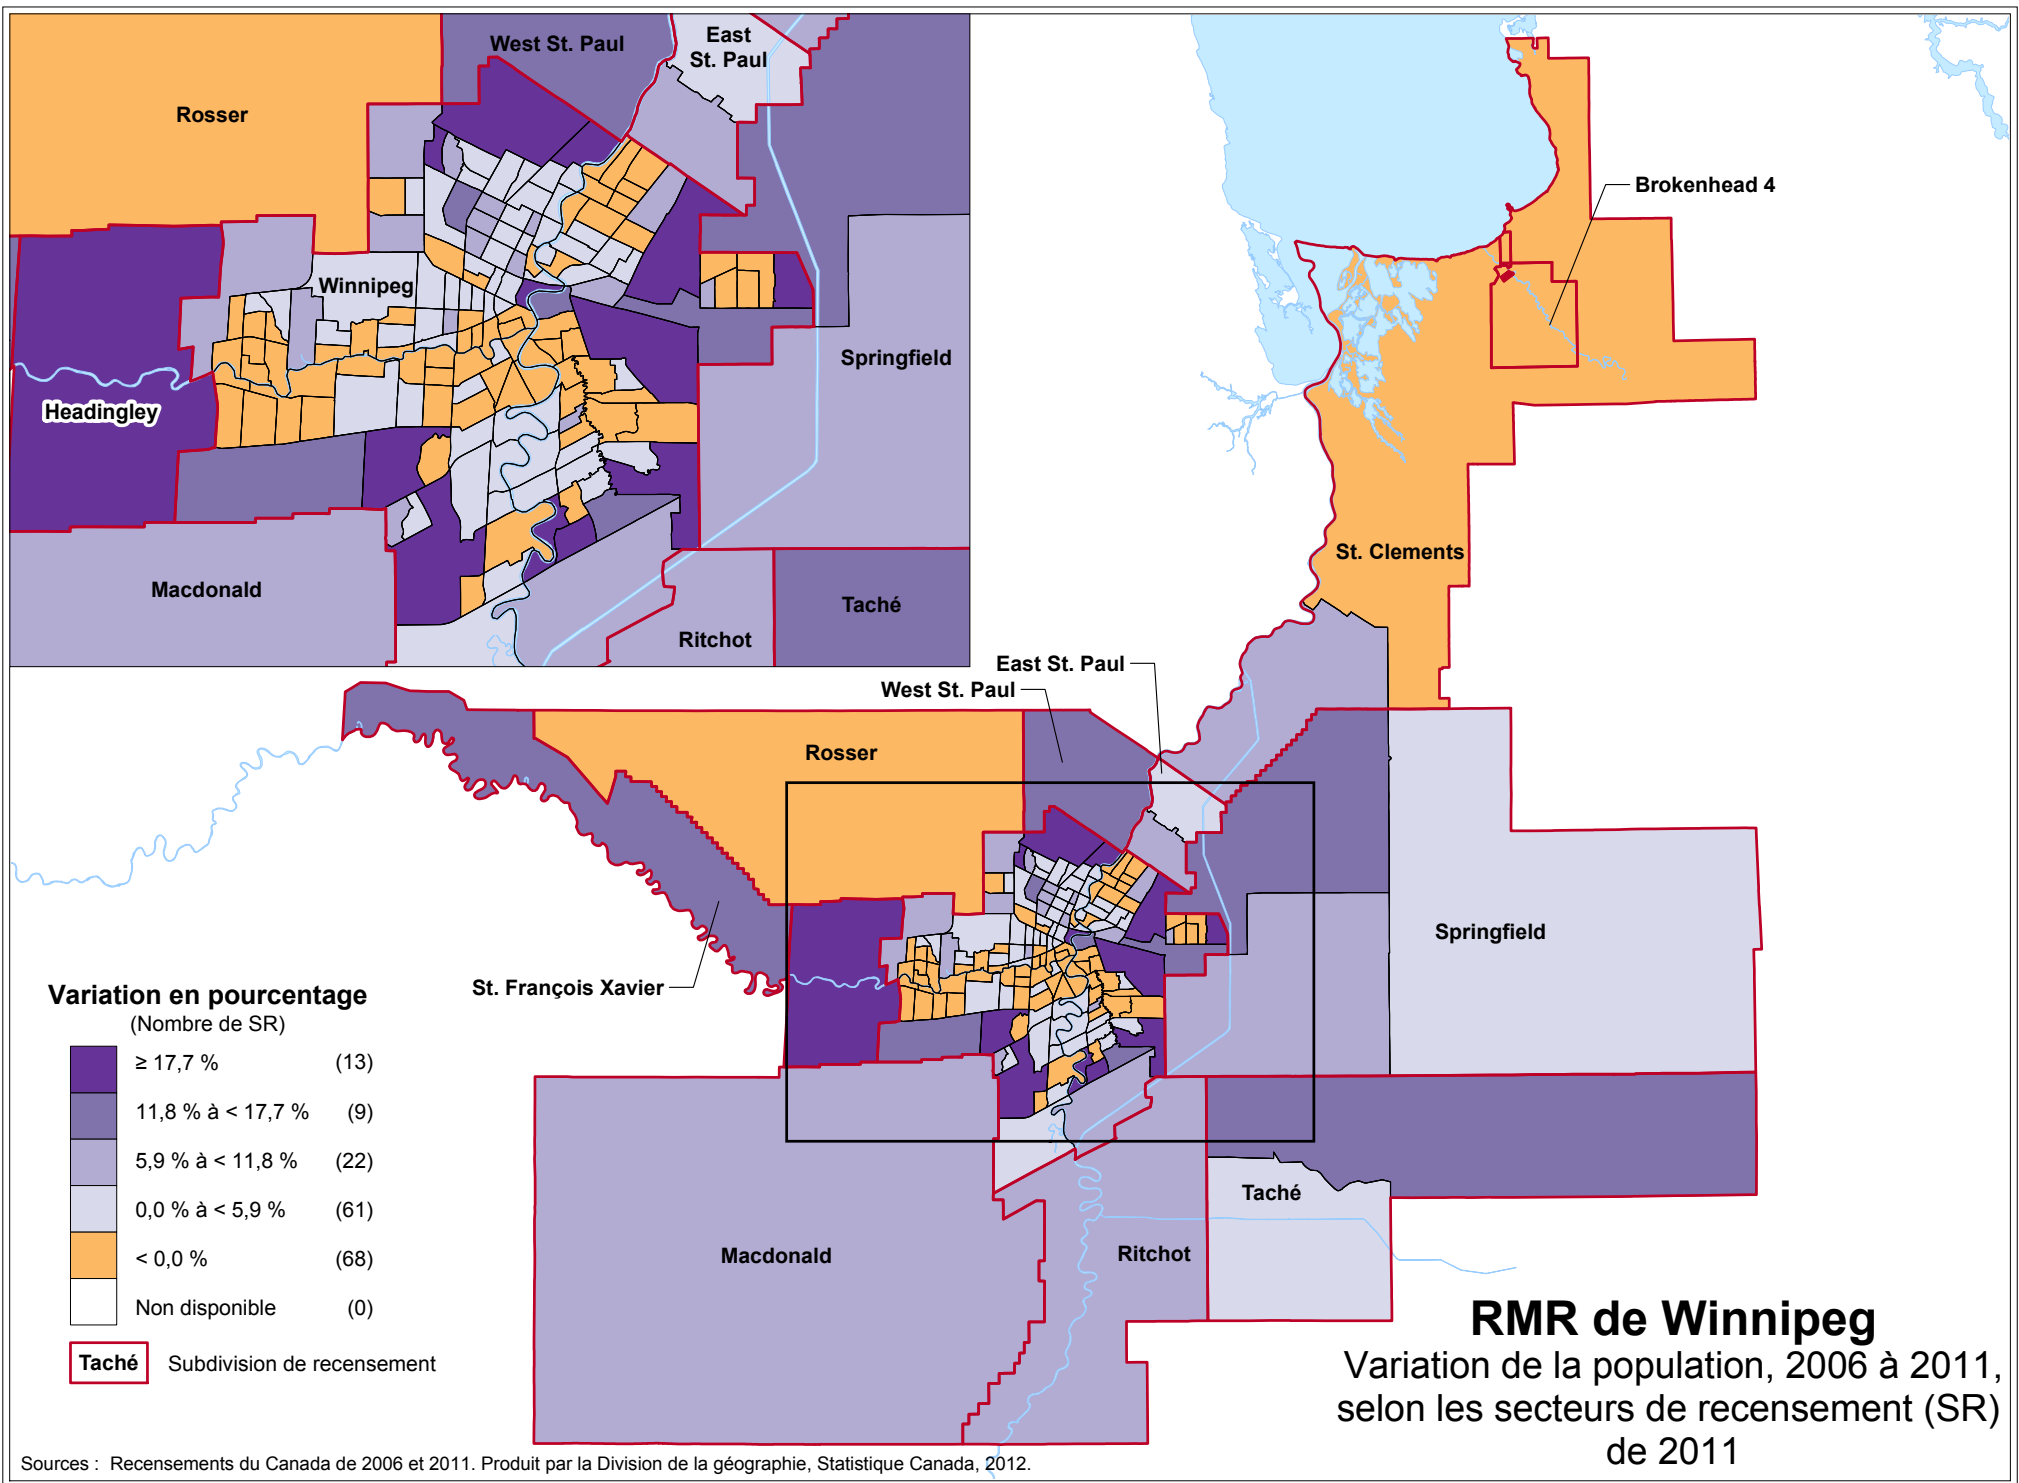 West St. Paul
East
St. Paul
Rosser
Winnipeg
Headingley
Springfield
Macdonald
Ritchot
Taché
Brokenhead 4
St. Clements
East St. Paul
West St. Paul
Rosser
Springfield
St. François Xavier
Taché
Macdonald
Ritchot
Variation en pourcentage
(Nombre de SR)
≥ 17,7 % (13)
11,8 % à < 17,7 % (9)
5,9 % à < 11,8 % (22)
0,0 % à < 5,9 % (61)
< 0,0 % (68)
Non disponible (0)
Taché Subdivision de recensement
RMR de Winnipeg
Variation de la population, 2006 à 2011,
selon les secteurs de recensement (SR)
de 2011
Sources : Recensements du Canada de 2006 et 2011. Produit par la Division de la géographie, Statistique Canada, 2012.